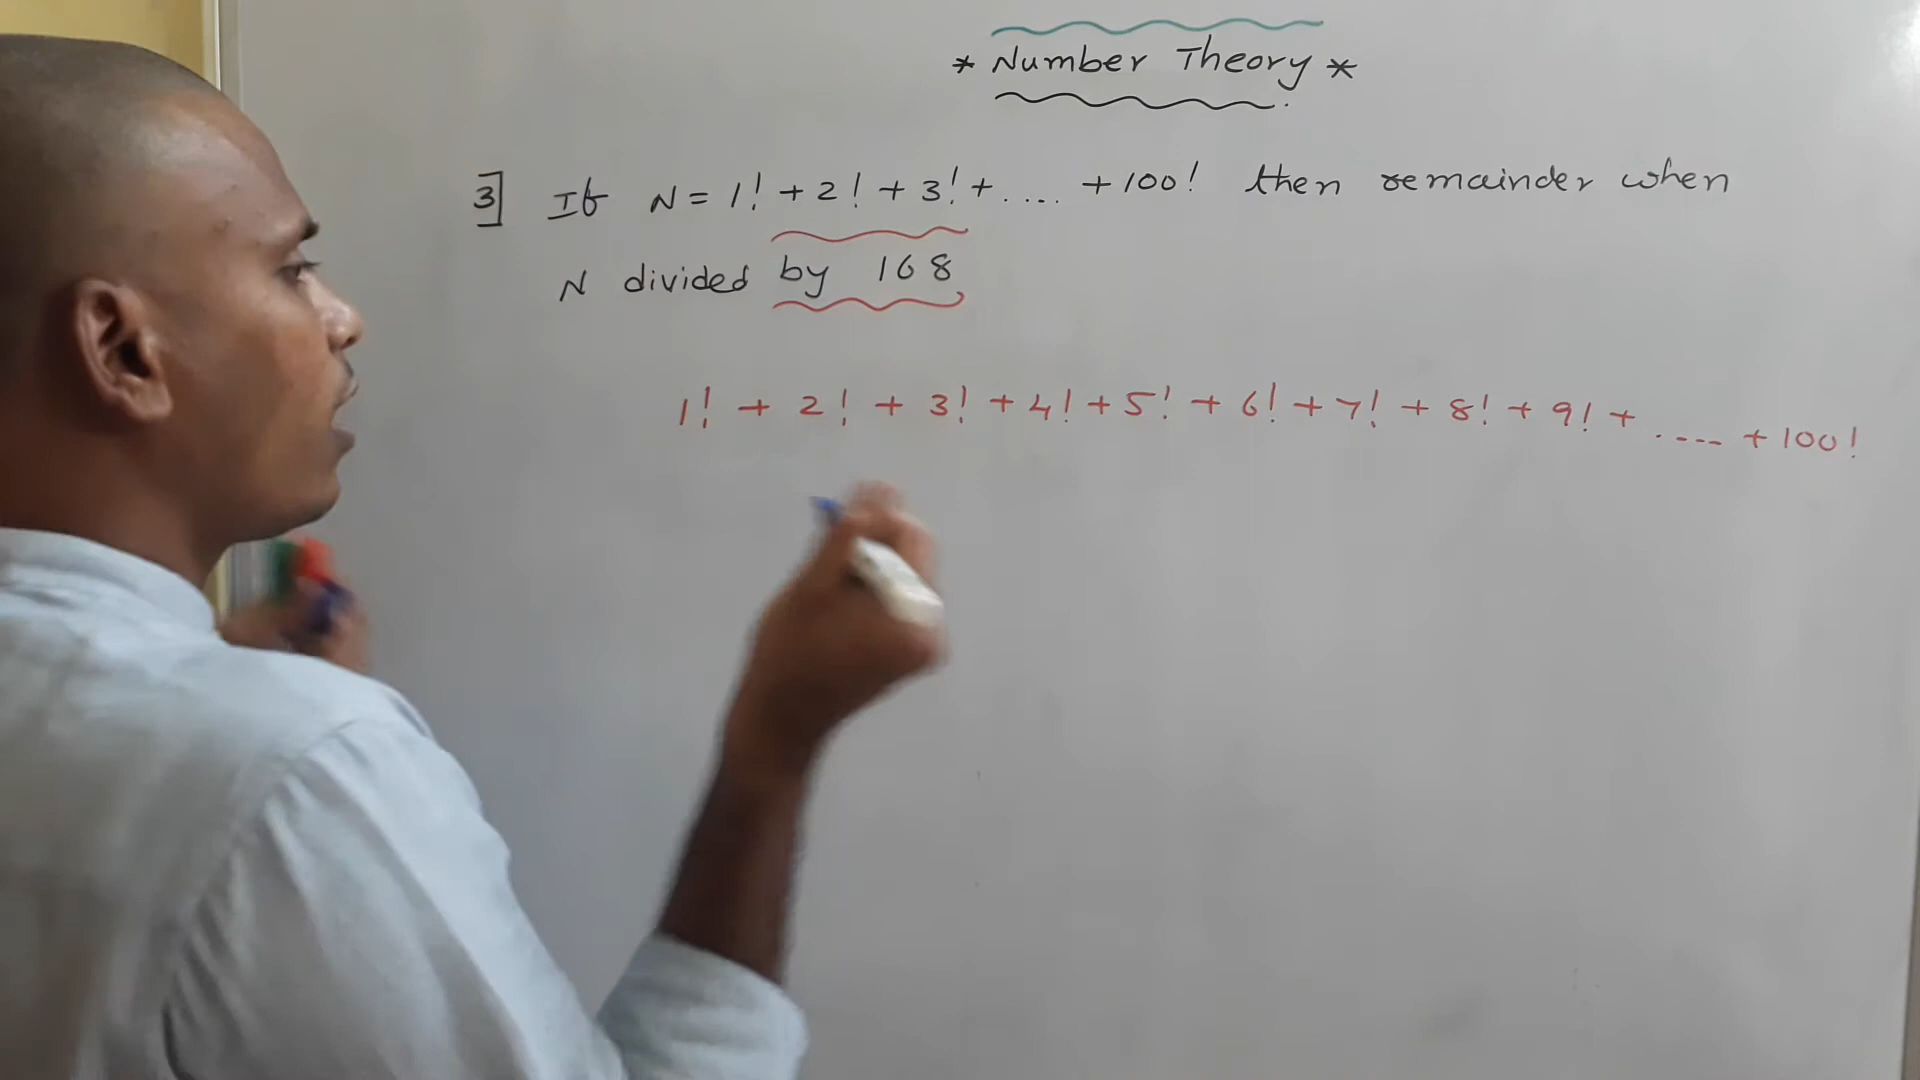 * Number Theory *
3] If N = 1! + 2! + 3! + .... + 100! then remainder when
N divided by 168
1! + 2! + 3! + 4! + 5! + 6! + 7! + 8! + 9! + ..... + 100!